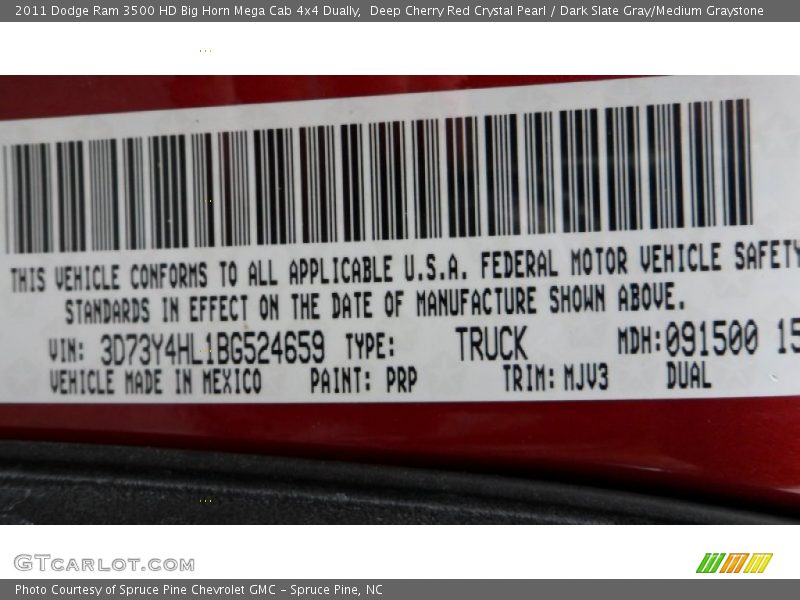 2011 Dodge Ram 3500 HD Big Horn Mega Cab 4x4 Dually,  Deep Cherry Red Crystal Pearl / Dark Slate Gray/Medium Graystone
THIS VEHICLE CONFORMS TO ALL APPLICABLE U.S.A. FEDERAL MOTOR VEHICLE SAFETY
STANDARDS IN EFFECT ON THE DATE OF MANUFACTURE SHOWN ABOVE.
VIN: 3D73Y4HL1BG524659 TYPE: TRUCK MDH:091500 15
VEHICLE MADE IN MEXICO PAINT: PRP TRIM: MJV3 DUAL
GTCARLOT.com
Photo Courtesy of Spruce Pine Chevrolet GMC – Spruce Pine, NC